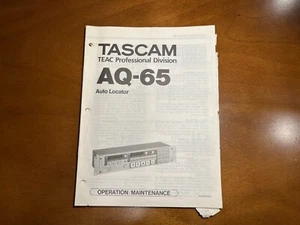 TASCAM
TEAC Professional Division
AQ-65
Auto Locator
OPERATION/MAINTENANCE